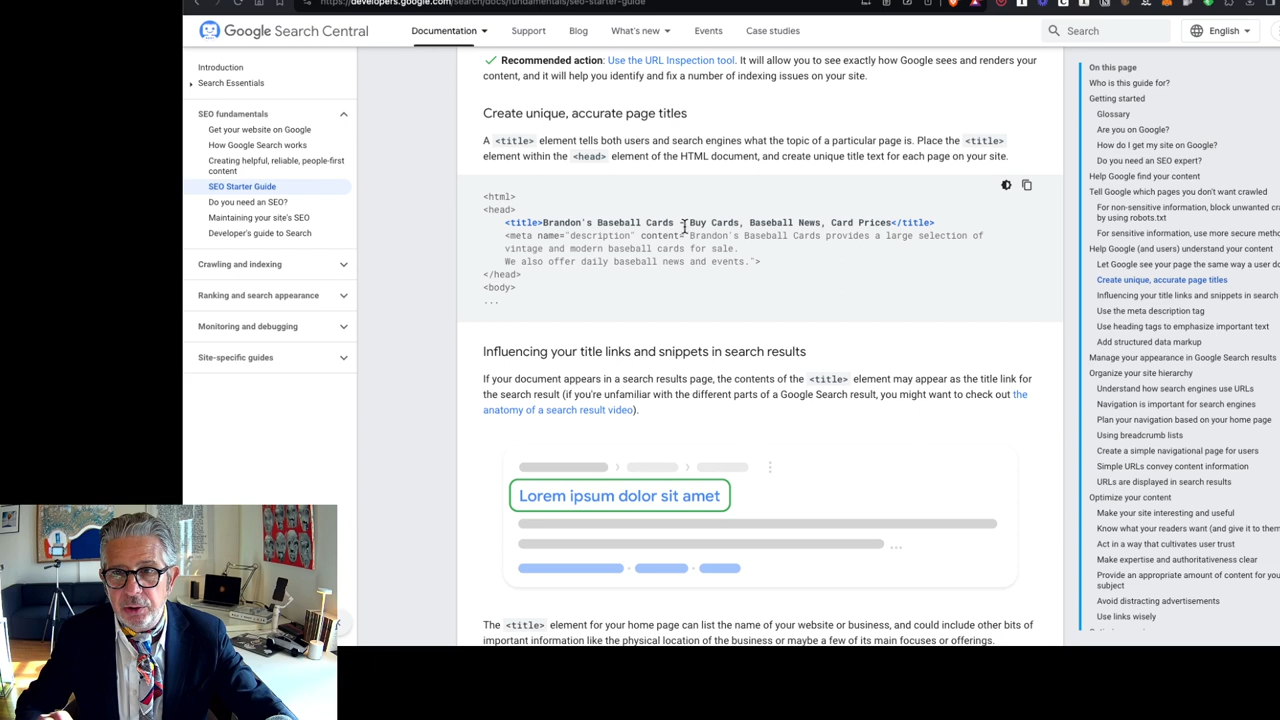 https://developers.google.com/search/docs/fundamentals/seo-starter-guide
Google Search Central
Documentation
Support
Blog
What's new
Events
Case studies
Search
English
Introduction
Search Essentials
SEO fundamentals
Get your website on Google
How Google Search works
Creating helpful, reliable, people-first
content
SEO Starter Guide
Do you need an SEO?
Maintaining your site's SEO
Developer's guide to Search
Crawling and indexing
Ranking and search appearance
Monitoring and debugging
Site-specific guides
Recommended action: Use the URL Inspection tool. It will allow you to see exactly how Google sees and renders your
content, and it will help you identify and fix a number of indexing issues on your site.
Create unique, accurate page titles
A <title> element tells both users and search engines what the topic of a particular page is. Place the <title>
element within the <head> element of the HTML document, and create unique title text for each page on your site.
<html>
<head>
<title>Brandon's Baseball Cards - Buy Cards, Baseball News, Card Prices</title>
<meta name="description" content="Brandon's Baseball Cards provides a large selection of
vintage and modern baseball cards for sale.
We also offer daily baseball news and events.">
</head>
<body>
...
Influencing your title links and snippets in search results
If your document appears in a search results page, the contents of the <title> element may appear as the title link for
the search result (if you're unfamiliar with the different parts of a Google Search result, you might want to check out the
anatomy of a search result video).
Lorem ipsum dolor sit amet
...
The <title> element for your home page can list the name of your website or business, and could include other bits of
important information like the physical location of the business or maybe a few of its main focuses or offerings.
On this page
Who is this guide for?
Getting started
Glossary
Are you on Google?
How do I get my site on Google?
Do you need an SEO expert?
Help Google find your content
Tell Google which pages you don't want crawled
For non-sensitive information, block unwanted cra
by using robots.txt
For sensitive information, use more secure metho
Help Google (and users) understand your content
Let Google see your page the same way a user do
Create unique, accurate page titles
Influencing your title links and snippets in search
Use the meta description tag
Use heading tags to emphasize important text
Add structured data markup
Manage your appearance in Google Search results
Organize your site hierarchy
Understand how search engines use URLs
Navigation is important for search engines
Plan your navigation based on your home page
Using breadcrumb lists
Create a simple navigational page for users
Simple URLs convey content information
URLs are displayed in search results
Optimize your content
Make your site interesting and useful
Know what your readers want (and give it to them
Act in a way that cultivates user trust
Make expertise and authoritativeness clear
Provide an appropriate amount of content for you
subject
Avoid distracting advertisements
Use links wisely